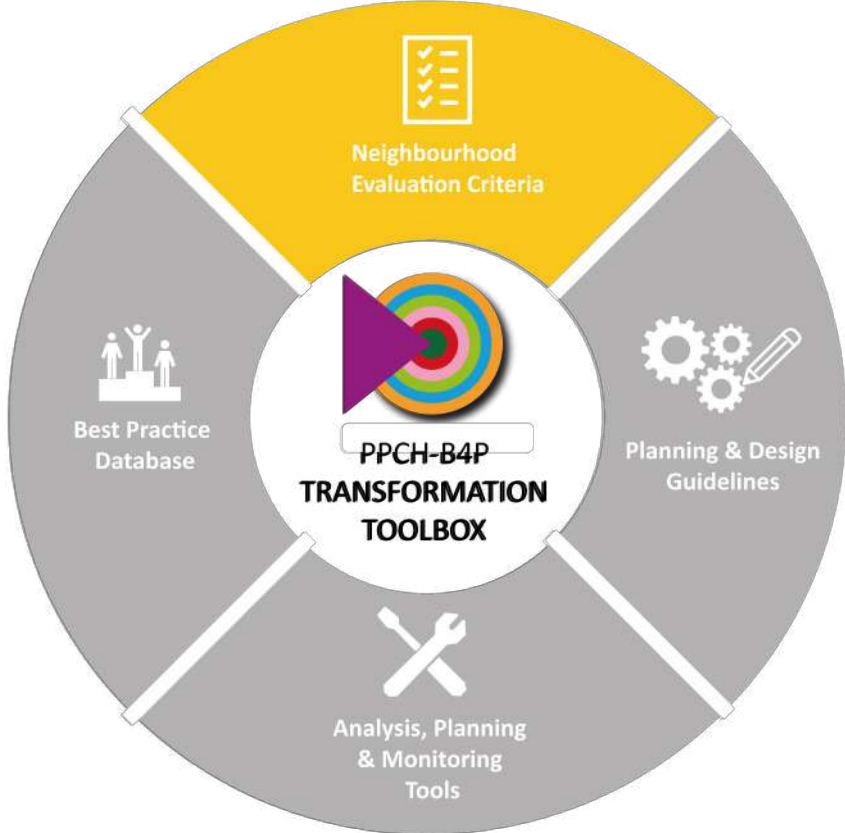 Neighbourhood
Evaluation Criteria
Best Practice
Database
PPCH-B4P
TRANSFORMATION
TOOLBOX
Planning & Design
Guidelines
Analysis, Planning
& Monitoring
Tools